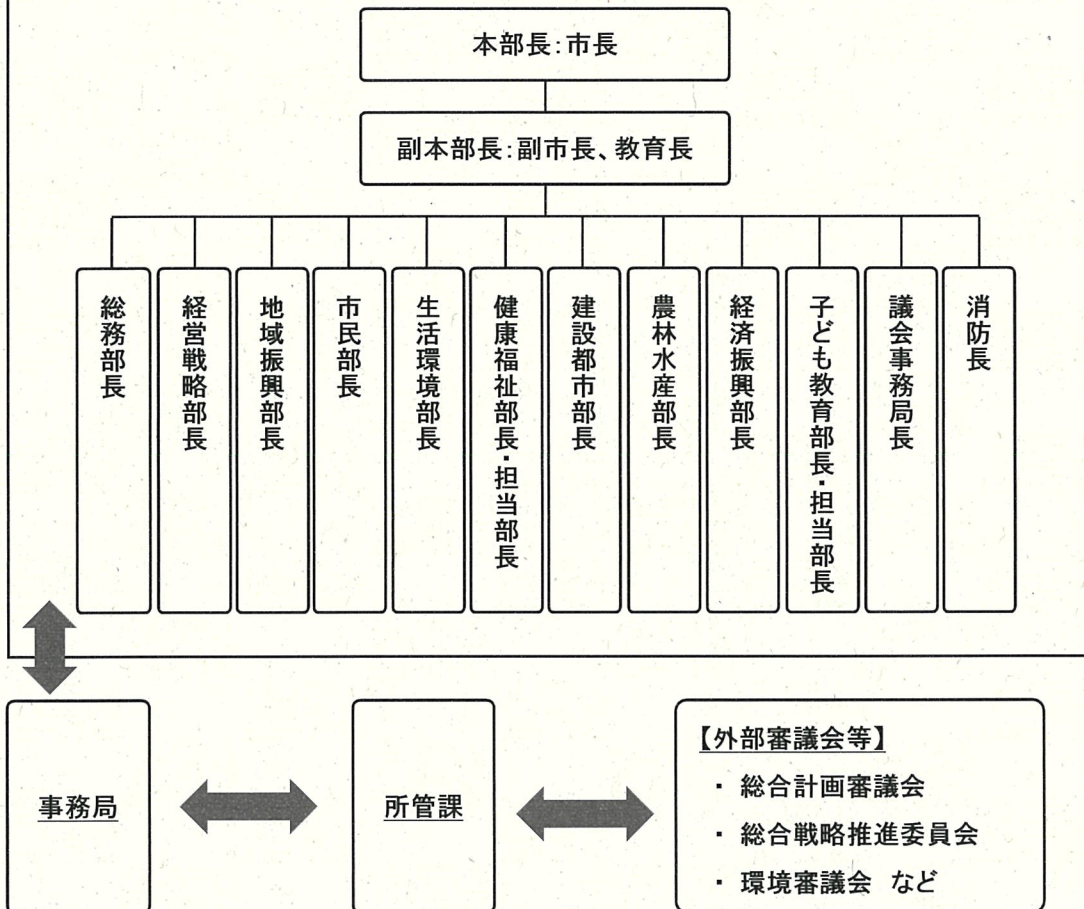 本部長:市長
副本部長:副市長、教育長
総務部長
経営戦略部長
地域振興部長
市民部長
生活環境部長
健康福祉部長・担当部長
建設都市部長
農林水産部長
経済振興部長
子ども教育部長・担当部長
議会事務局長
消防長
事務局
所管課
【外部審議会等】
・ 総合計画審議会
・ 総合戦略推進委員会
・ 環境審議会 など